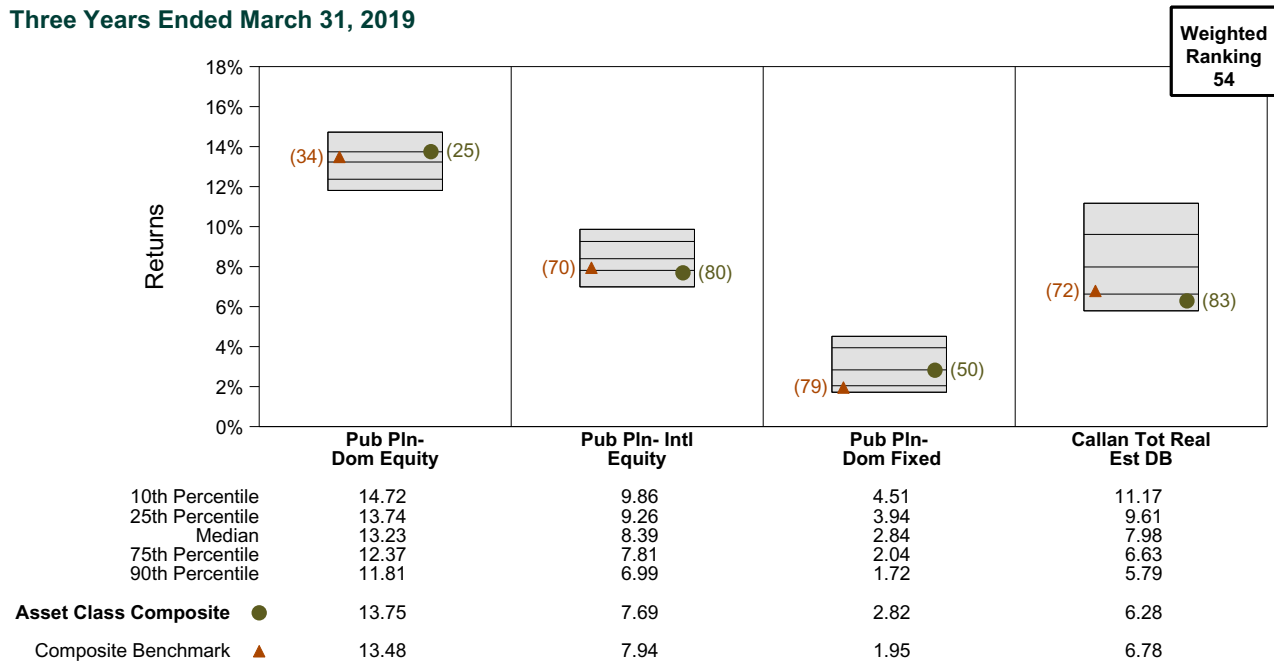 Three Years Ended March 31, 2019
Weighted
Ranking
54
18%
16%
14%
12%
10%
8%
6%
4%
2%
0%
Returns
(34)
(25)
(70)
(80)
(79)
(50)
(72)
(83)
Pub Pln-
Dom Equity
Pub Pln- Intl
Equity
Pub Pln-
Dom Fixed
Callan Tot Real
Est DB
10th Percentile 14.72 9.86 4.51 11.17
25th Percentile 13.74 9.26 3.94 9.61
Median 13.23 8.39 2.84 7.98
75th Percentile 12.37 7.81 2.04 6.63
90th Percentile 11.81 6.99 1.72 5.79
Asset Class Composite 13.75 7.69 2.82 6.28
Composite Benchmark 13.48 7.94 1.95 6.78